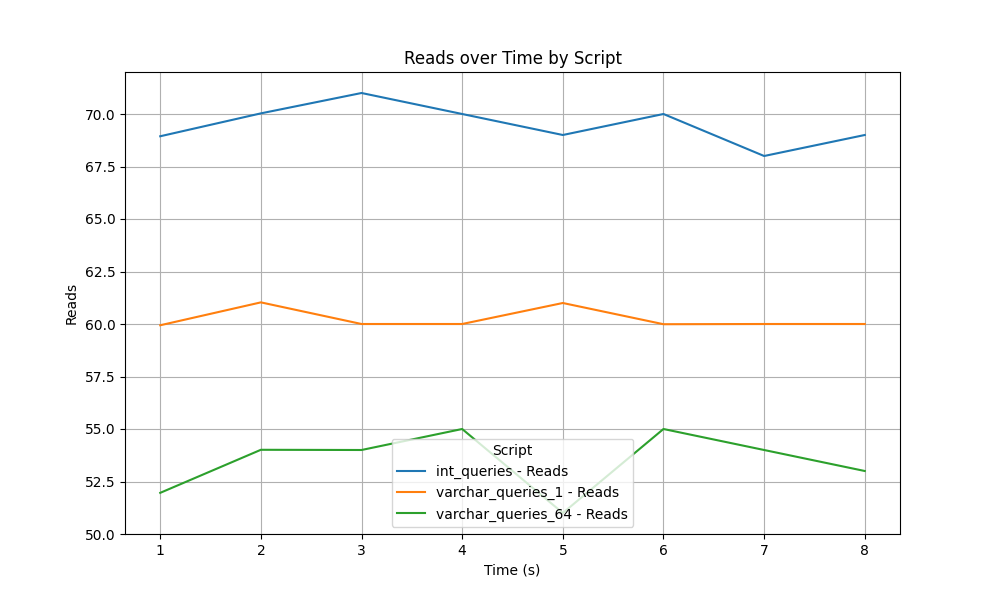 Reads over Time by Script
Reads
70.0
67.5
65.0
62.5
60.0
57.5
55.0
52.5
50.0
Script
int_queries - Reads
varchar_queries_1 - Reads
varchar_queries_64 - Reads
1 2 3 4 5 6 7 8
Time (s)